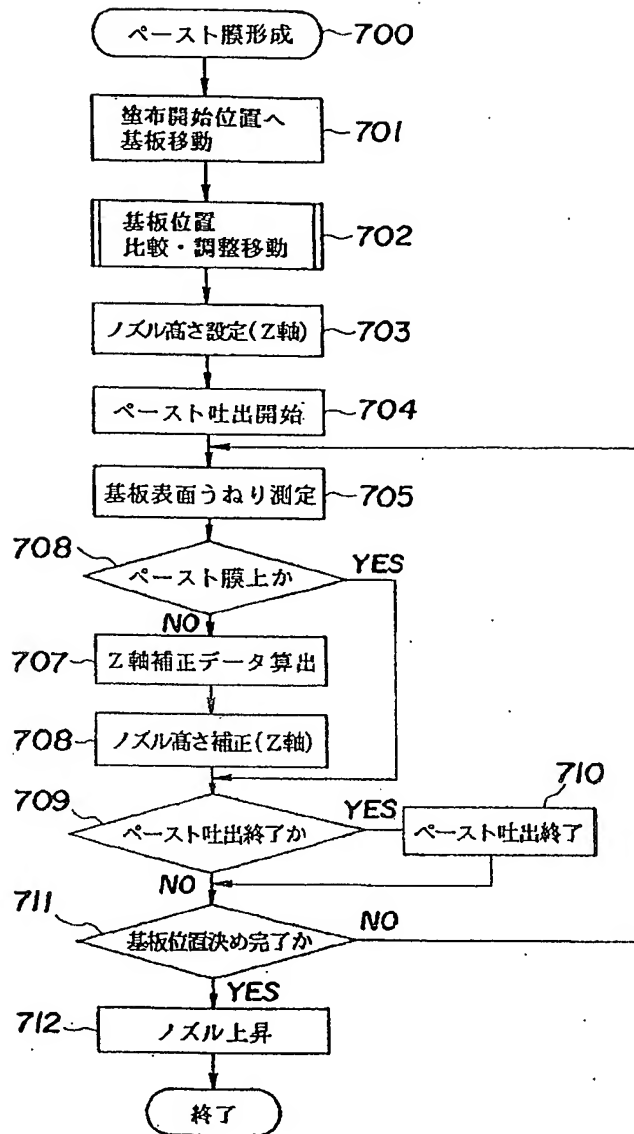 ペースト膜形成
700
塗布開始位置へ
基板移動
701
基板位置
比較・調整移動
702
ノズル高さ設定(Z軸)
703
ペースト吐出開始
704
基板表面うねり測定
705
708
ペースト膜上か
YES
NO
707
Z軸補正データ算出
708
ノズル高さ補正(Z軸)
709
ペースト吐出終了か
YES
710
ペースト吐出終了
NO
711
基板位置決め完了か
NO
YES
712
ノズル上昇
終了